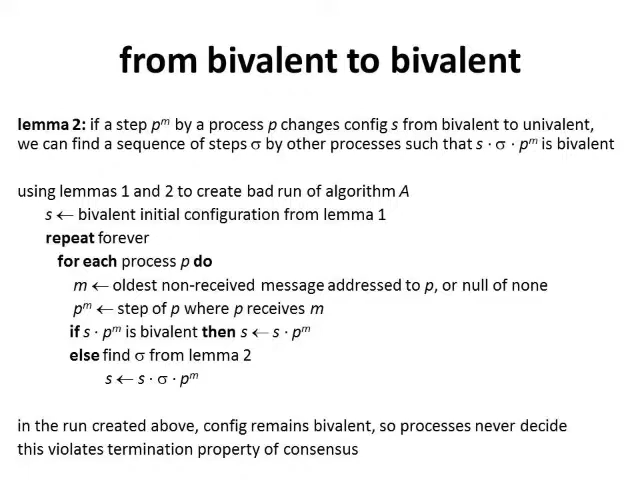 from bivalent to bivalent
lemma 2: if a step pᵐ by a process p changes config s from bivalent to univalent,
we can find a sequence of steps σ by other processes such that s · σ · pᵐ is bivalent
using lemmas 1 and 2 to create bad run of algorithm A
s ← bivalent initial configuration from lemma 1
repeat forever
for each process p do
m ← oldest non-received message addressed to p, or null of none
pᵐ ← step of p where p receives m
if s · pᵐ is bivalent then s ← s · pᵐ
else find σ from lemma 2
s ← s · σ · pᵐ
in the run created above, config remains bivalent, so processes never decide
this violates termination property of consensus